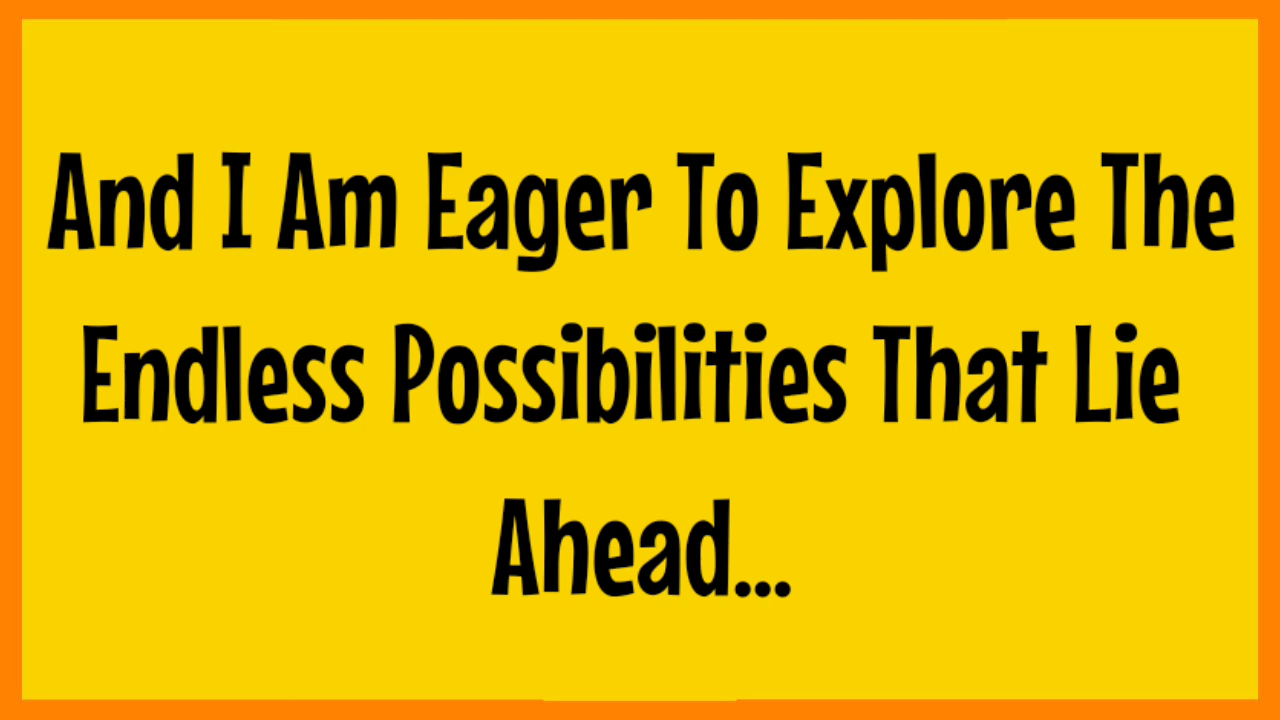 And I Am Eager To Explore The
Endless Possibilities That Lie
Ahead...